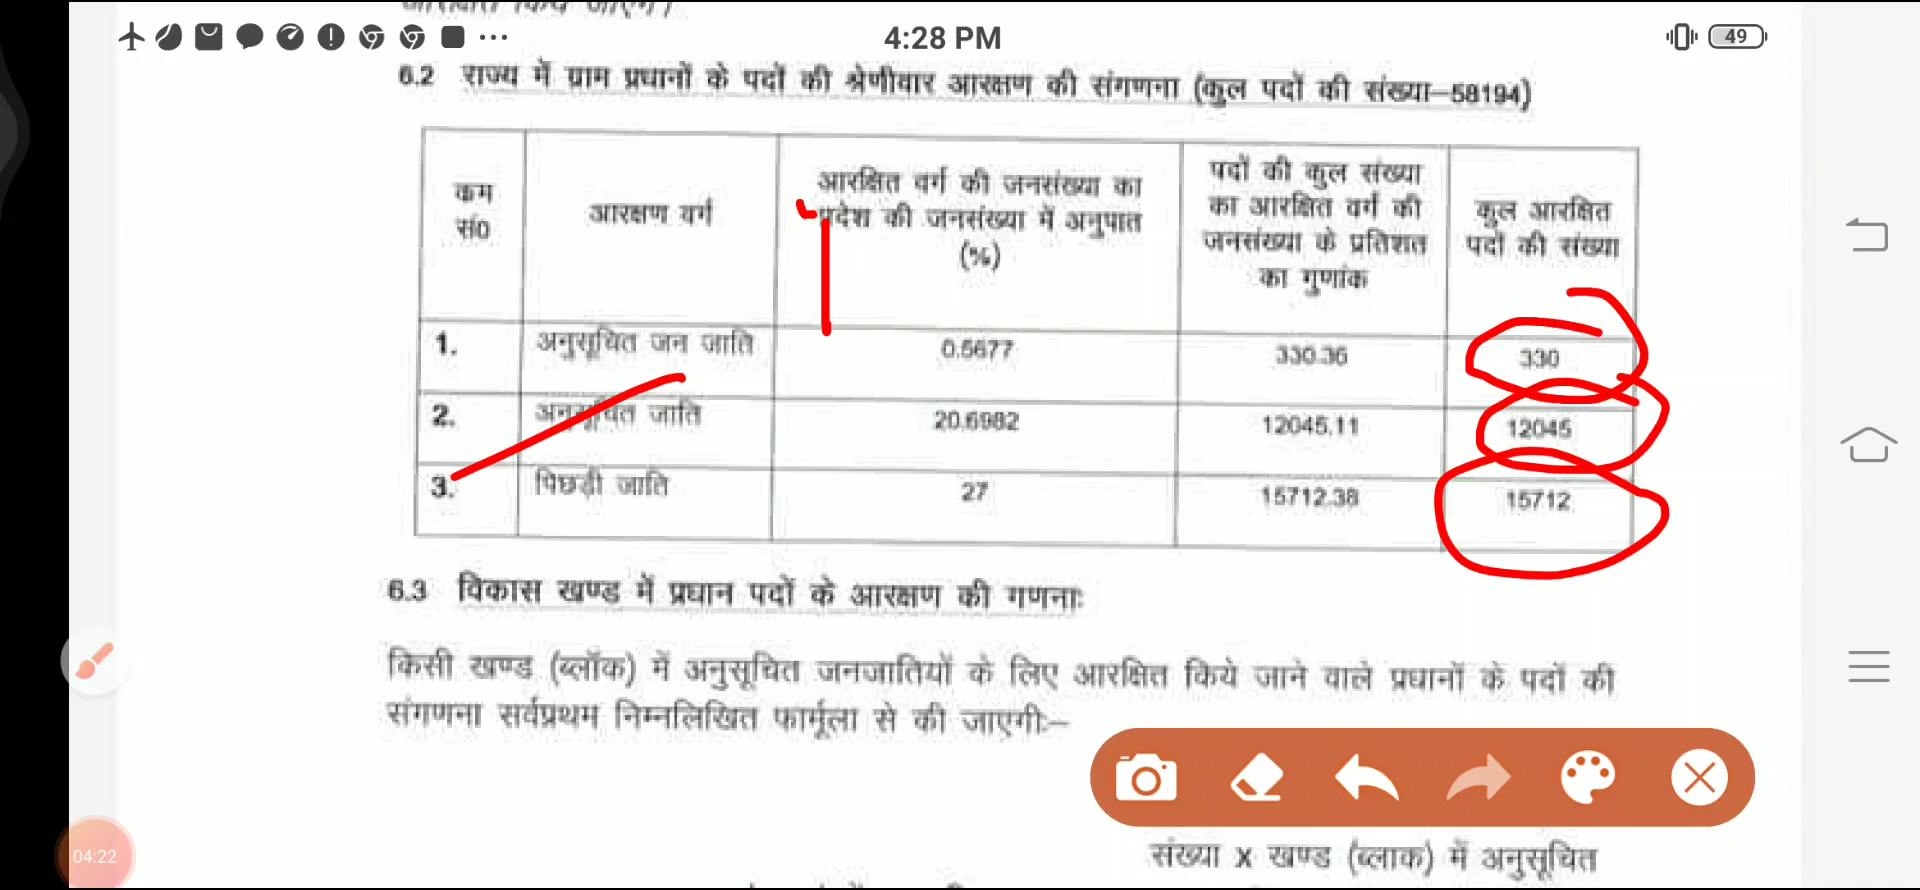 4:28 PM
49
6.2 राज्य में ग्राम प्रधानों के पदों की श्रेणीवार आरक्षण की संगणना (कुल पदों की संख्या–58194)
कम सं0
आरक्षण वर्ग
आरक्षित वर्ग की जनसंख्या का
प्रदेश की जनसंख्या में अनुपात
(%)
पदों की कुल संख्या
का आरक्षित वर्ग की
जनसंख्या के प्रतिशत
का गुणांक
कुल आरक्षित
पदों की संख्या
1. अनुसूचित जन जाति 0.5677 330.36 330
2. अनुसूचित जाति 20.6982 12045.11 12045
3. पिछड़ी जाति 27 15712.38 15712
6.3 विकास खण्ड में प्रधान पदों के आरक्षण की गणनाः
किसी खण्ड (ब्लॉक) में अनुसूचित जनजातियों के लिए आरक्षित किये जाने वाले प्रधानों के पदों की
संगणना सर्वप्रथम निम्नलिखित फार्मूला से की जाएगी:–
04:22
संख्या x खण्ड (ब्लाक) में अनुसूचित